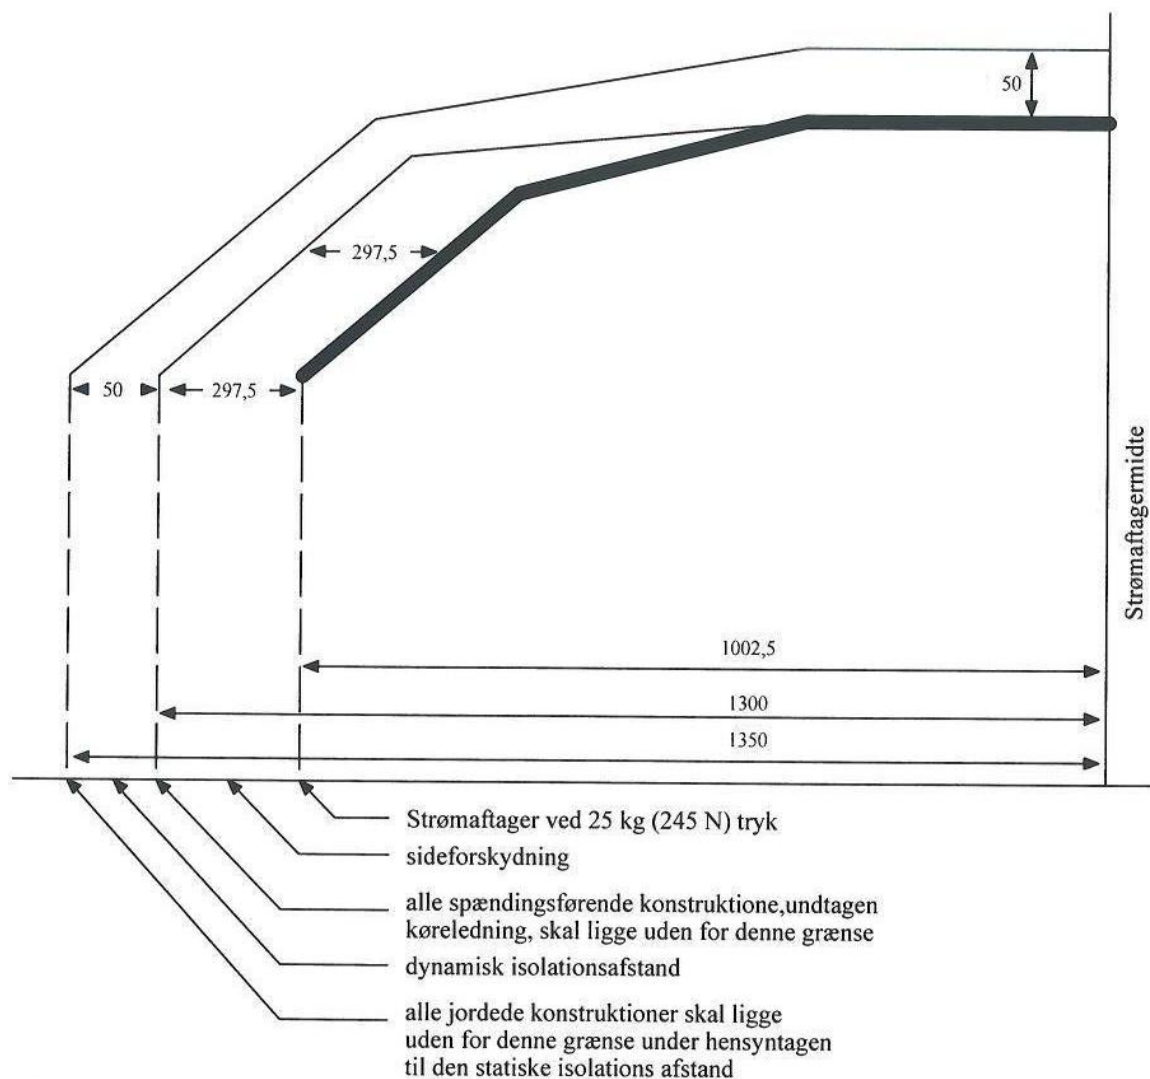 50
297,5
50
297,5
Strømaftagermidte
1002,5
1300
1350
Strømaftager ved 25 kg (245 N) tryk
sideforskydning
alle spændingsførende konstruktione,undtagen
køreledning, skal ligge uden for denne grænse
dynamisk isolationsafstand
alle jordede konstruktioner skal ligge
uden for denne grænse under hensyntagen
til den statiske isolations afstand